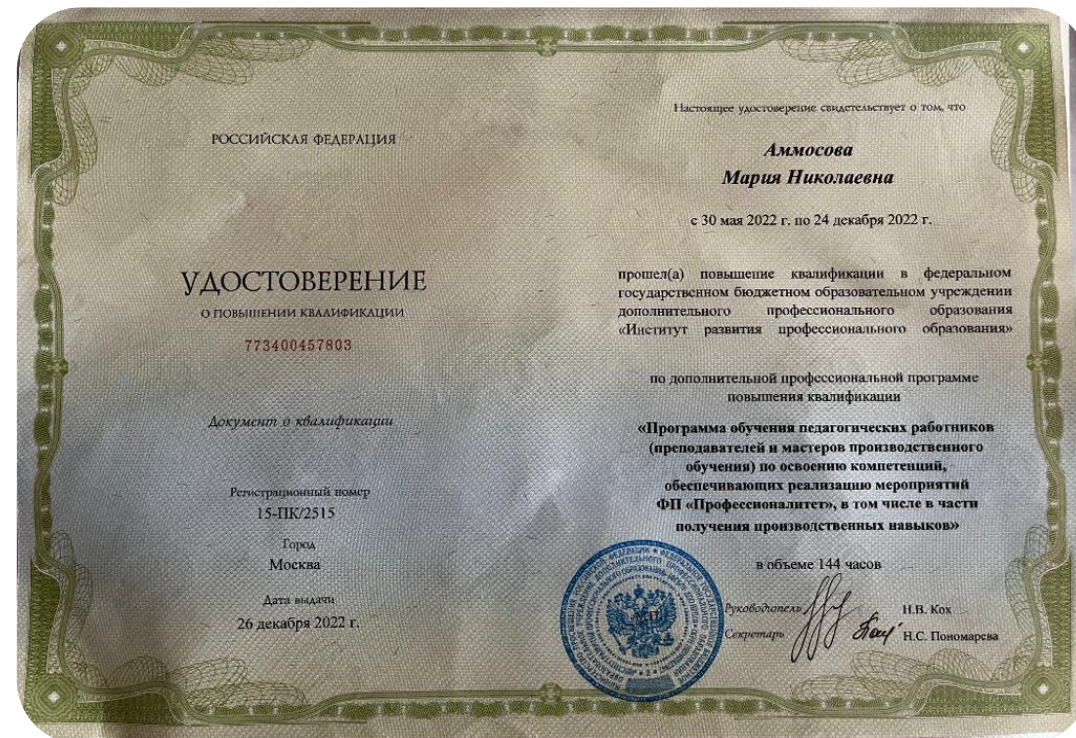 РОССИЙСКАЯ ФЕДЕРАЦИЯ
УДОСТОВЕРЕНИЕ
О ПОВЫШЕНИИ КВАЛИФИКАЦИИ
773400457803
Документ о квалификации
Регистрационный номер
15-ПК/2515
Город
Москва
Дата выдачи
26 декабря 2022 г.
Настоящее удостоверение свидетельствует о том, что
Аммосова
Мария Николаевна
с 30 мая 2022 г. по 24 декабря 2022 г.
прошел(а) повышение квалификации в федеральном
государственном бюджетном образовательном учреждении
дополнительного профессионального образования
«Институт развития профессионального образования»
по дополнительной профессиональной программе
повышения квалификации
«Программа обучения педагогических работников
(преподавателей и мастеров производственного
обучения) по освоению компетенций,
обеспечивающих реализацию мероприятий
ФП «Профессионалитет», в том числе в части
получения производственных навыков»
в объеме 144 часов
Руководитель Н.В. Кох
Секретарь Н.С. Пономарева
М.П.